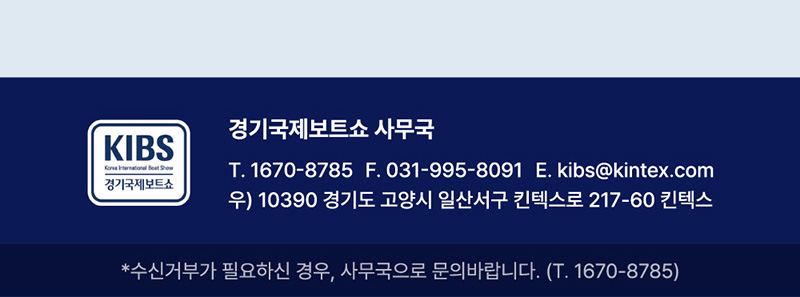 KIBS
Korea International Boat Show
경기국제보트쇼
경기국제보트쇼 사무국
T. 1670-8785 F. 031-995-8091 E. kibs@kintex.com
우) 10390 경기도 고양시 일산서구 킨텍스로 217-60 킨텍스
*수신거부가 필요하신 경우, 사무국으로 문의바랍니다. (T. 1670-8785)